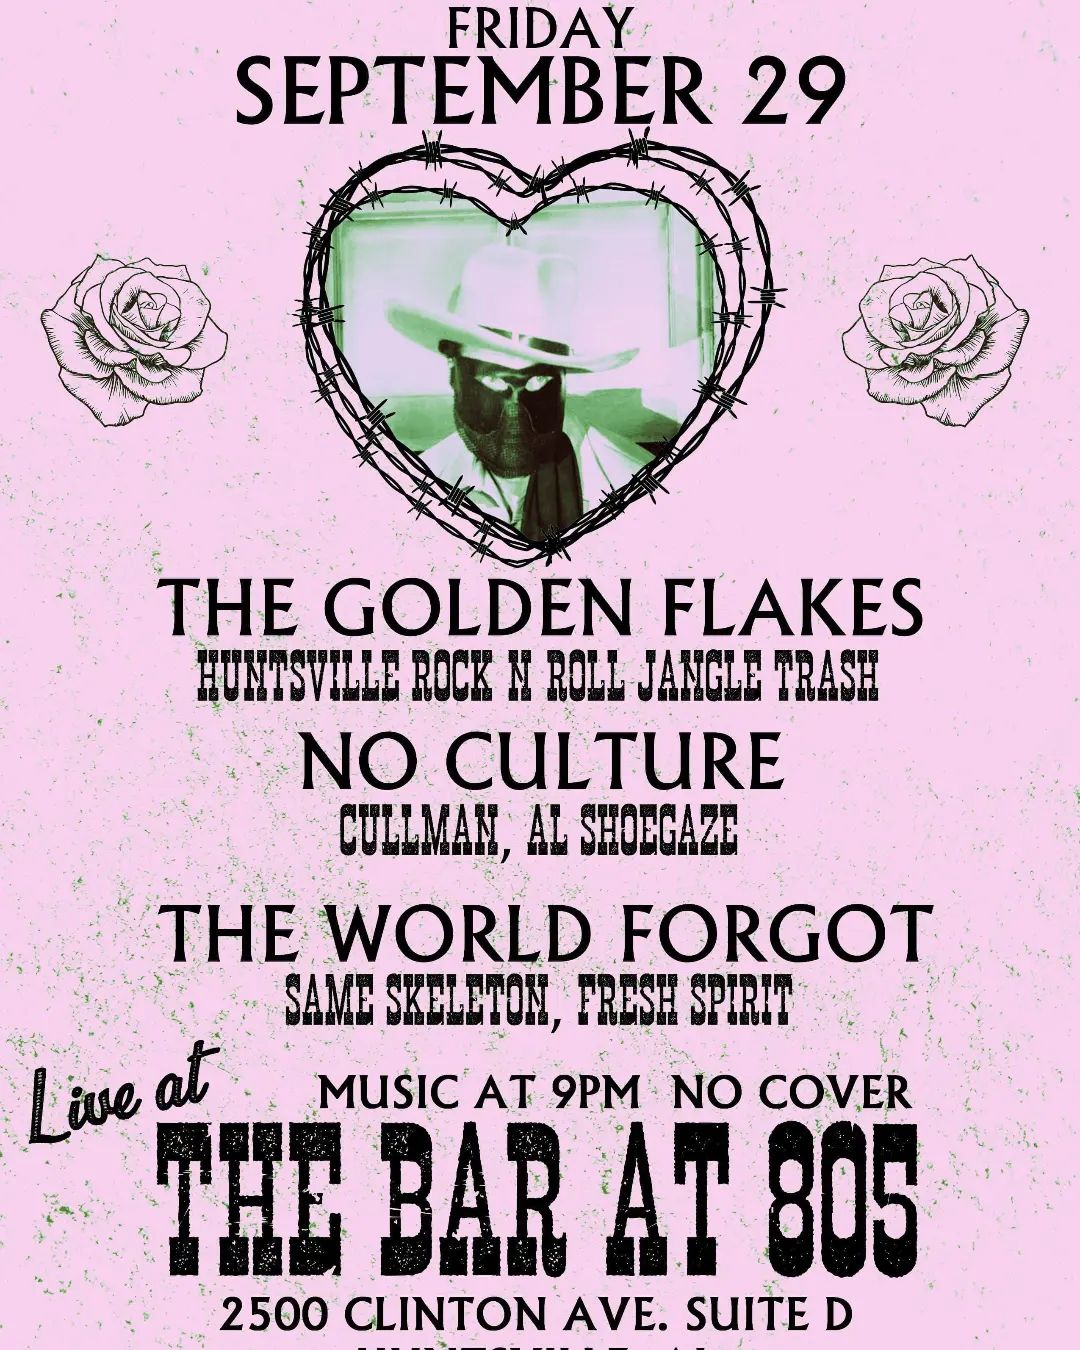 FRIDAY
SEPTEMBER 29
THE GOLDEN FLAKES
HUNTSVILLE ROCK N ROLL JANGLE TRASH
NO CULTURE
CULLMAN, AL SHOEGAZE
THE WORLD FORGOT
SAME SKELETON, FRESH SPIRIT
Live at
MUSIC AT 9PM NO COVER
THE BAR AT 805
2500 CLINTON AVE. SUITE D